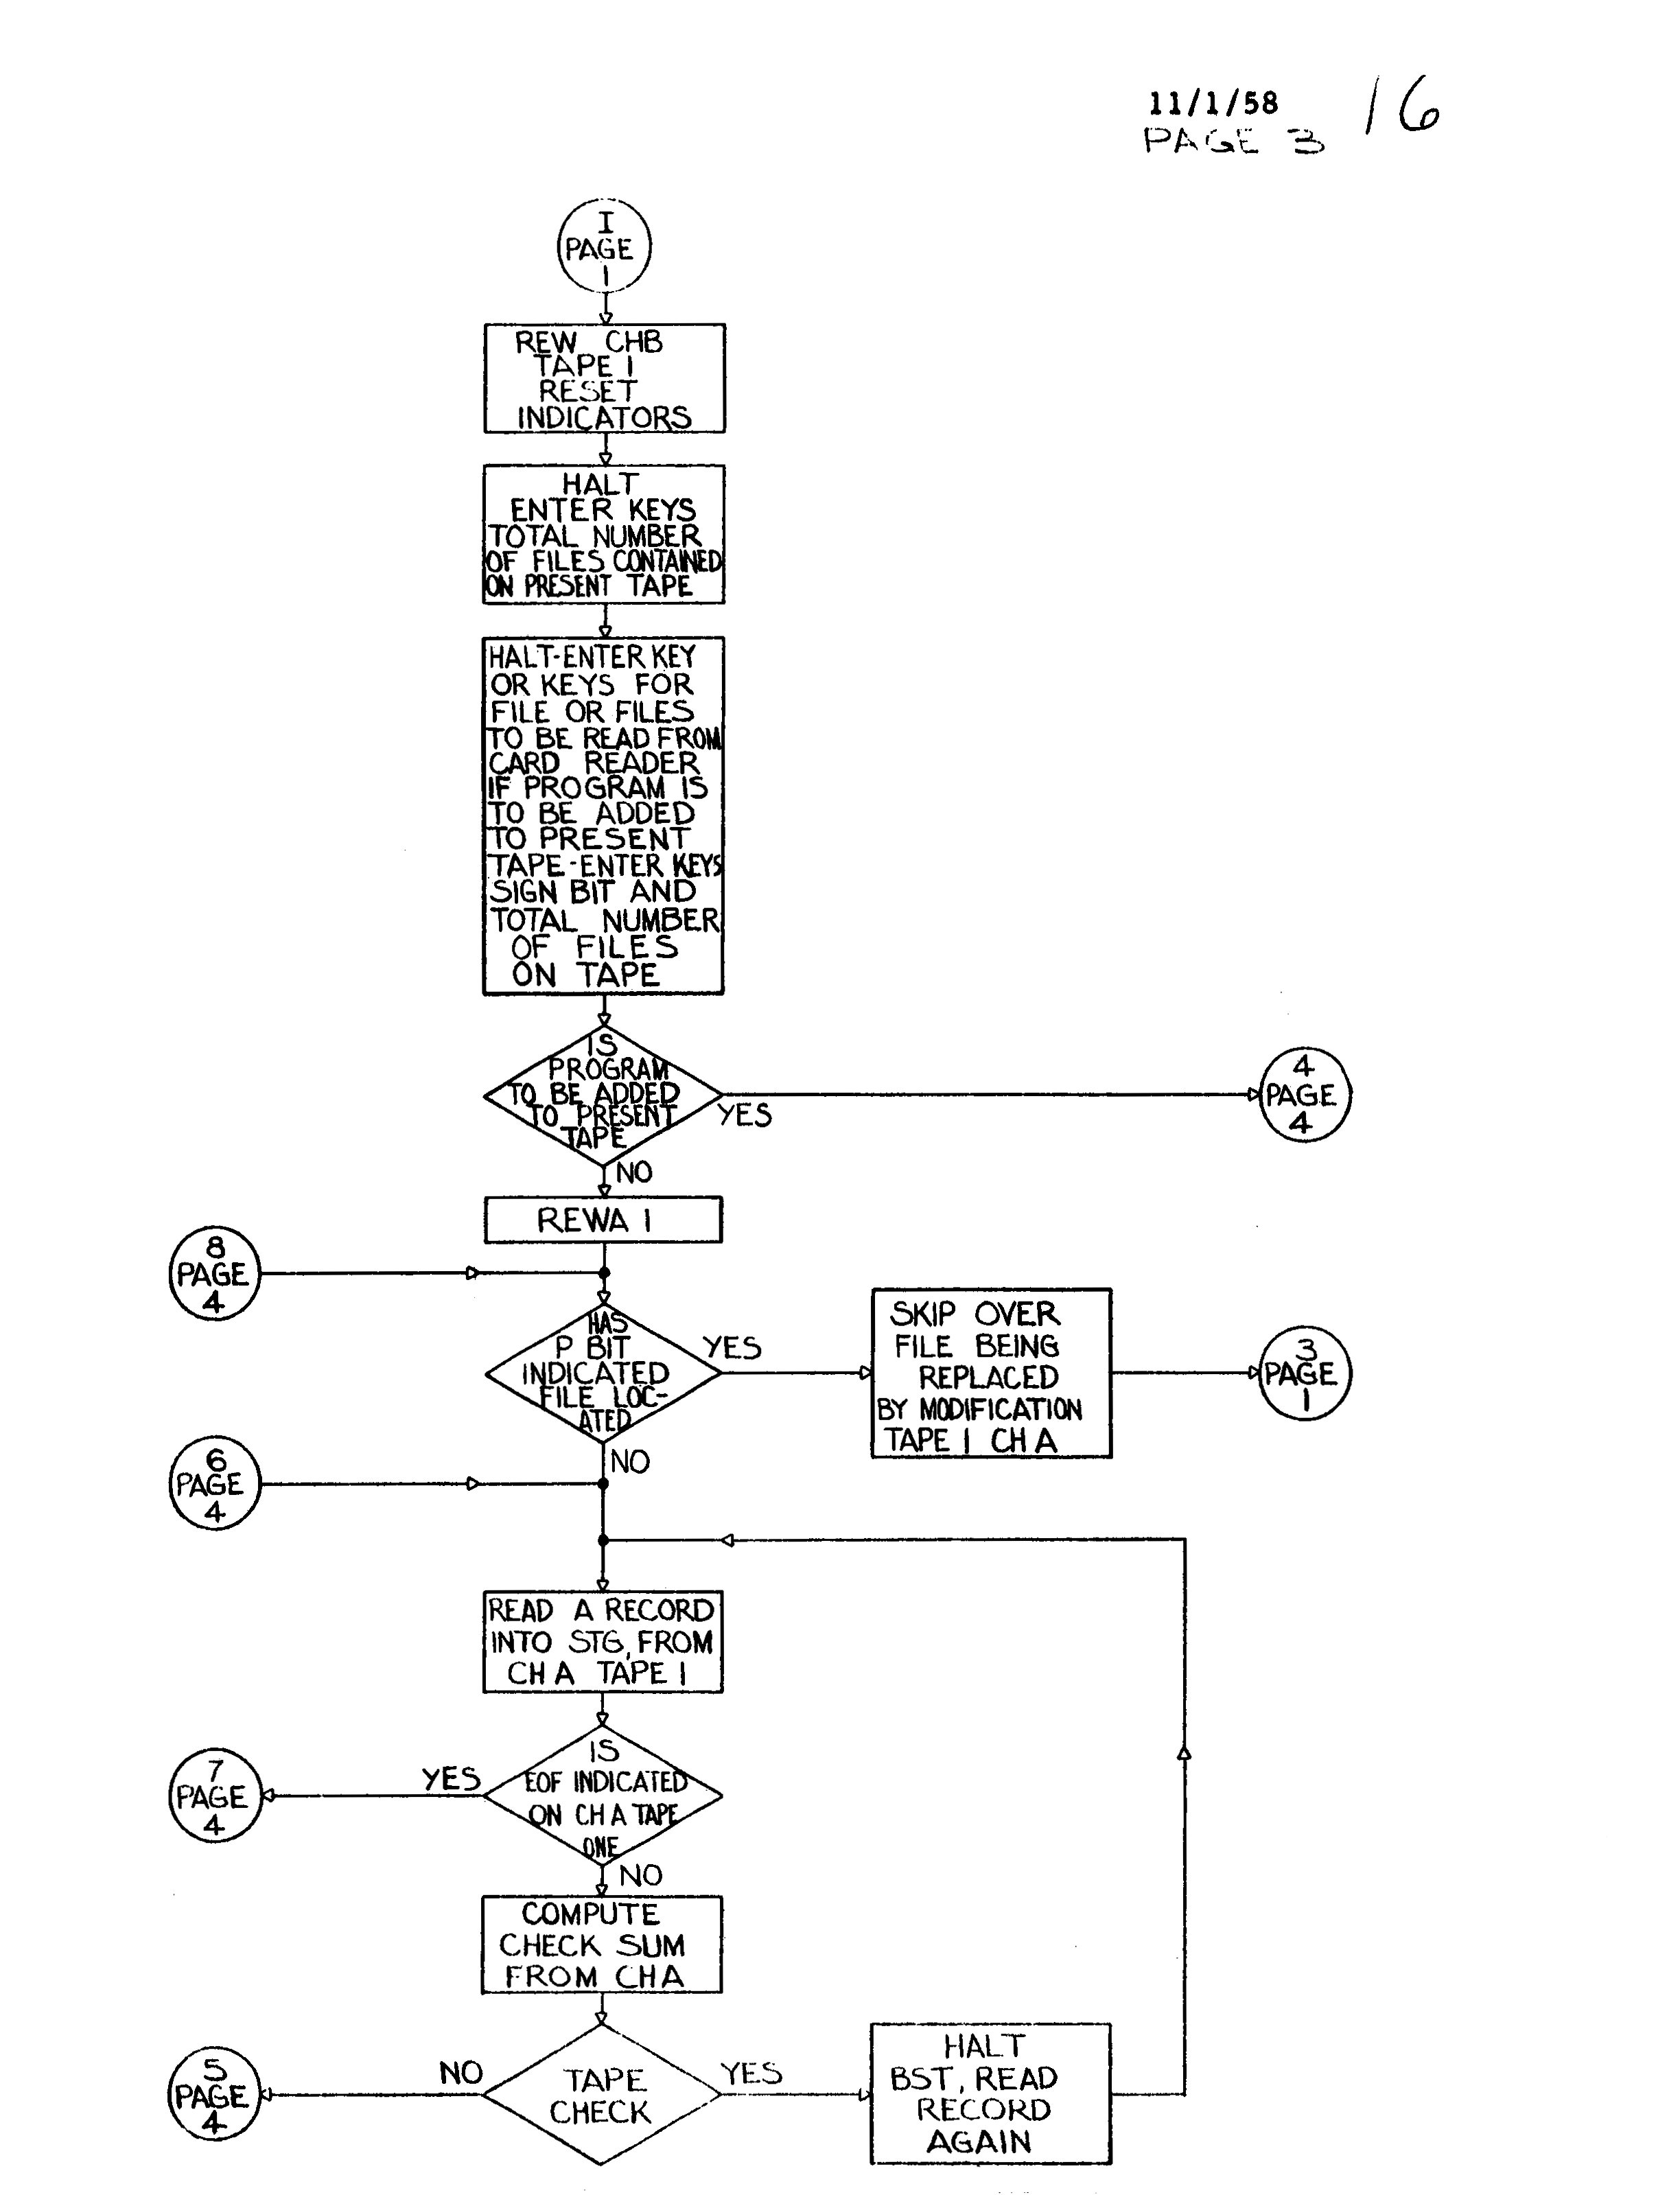 11/1/58 16
PAGE 3
I
PAGE
1
REW CHB
TAPE 1
RESET
INDICATORS
HALT
ENTER KEYS
TOTAL NUMBER
OF FILES CONTAINED
ON PRESENT TAPE
HALT-ENTER KEY
OR KEYS FOR
FILE OR FILES
TO BE READ FROM
CARD READER
IF PROGRAM IS
TO BE ADDED
TO PRESENT
TAPE-ENTER KEYS
SIGN BIT AND
TOTAL NUMBER
OF FILES
ON TAPE
IS
PROGRAM
TO BE ADDED
TO PRESENT
TAPE
YES
4
PAGE
4
NO
REWA 1
8
PAGE
4
HAS
P BIT
INDICATED
FILE LOC-
ATED
YES
SKIP OVER
FILE BEING
REPLACED
BY MODIFICATION
TAPE 1 CH A
3
PAGE
1
NO
6
PAGE
4
READ A RECORD
INTO STG, FROM
CH A TAPE 1
IS
EOF INDICATED
ON CH A TAPE
ONE
YES
7
PAGE
4
NO
COMPUTE
CHECK SUM
FROM CHA
TAPE
CHECK
NO
5
PAGE
4
YES
HALT
BST, READ
RECORD
AGAIN